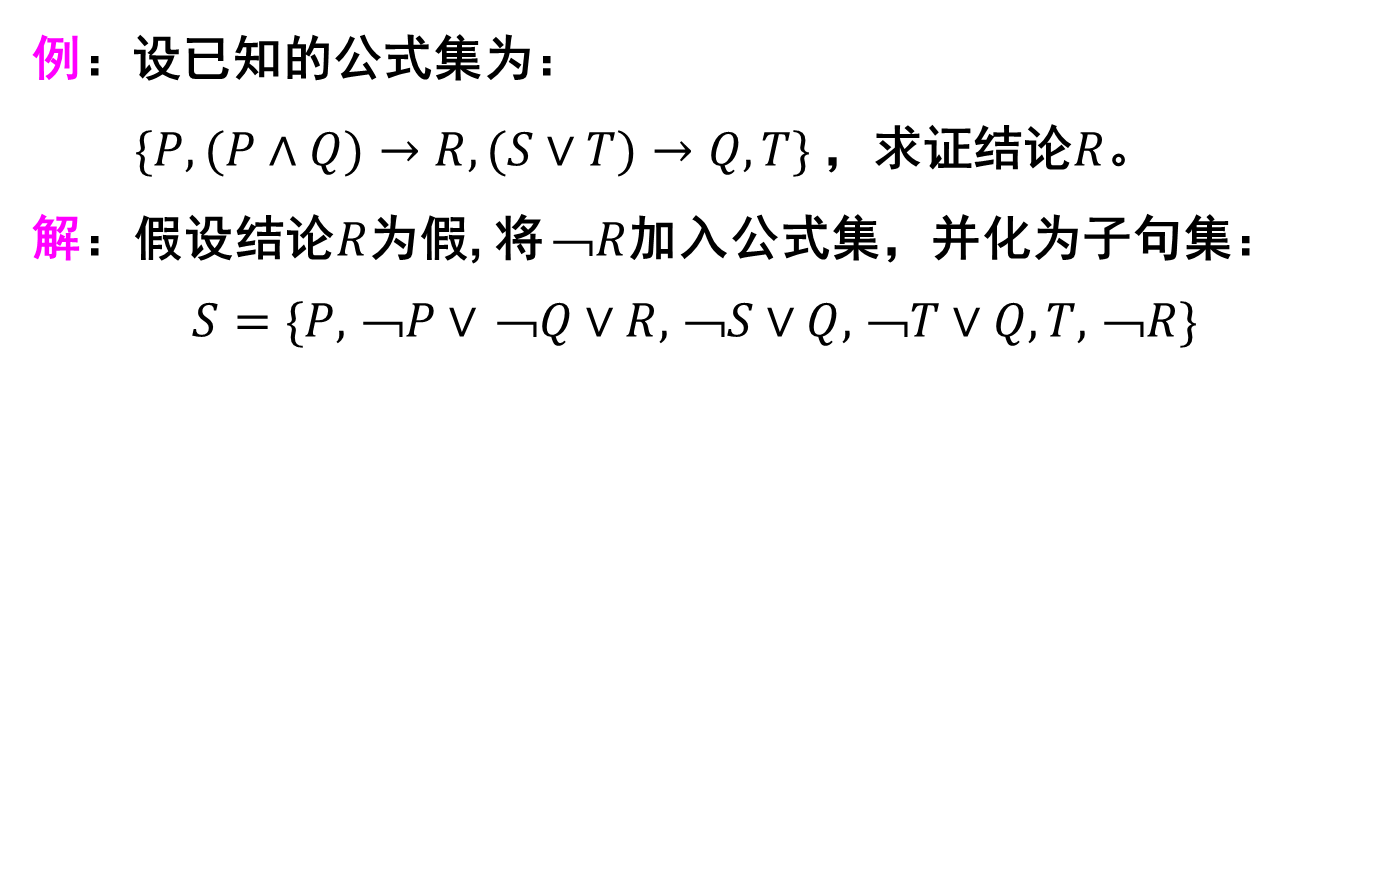 例：设已知的公式集为：
{P, (P ∧ Q) → R, (S ∨ T) → Q, T}，求证结论R。
解：假设结论R为假, 将¬R加入公式集，并化为子句集：
S = {P, ¬P ∨ ¬Q ∨ R, ¬S ∨ Q, ¬T ∨ Q, T, ¬R}